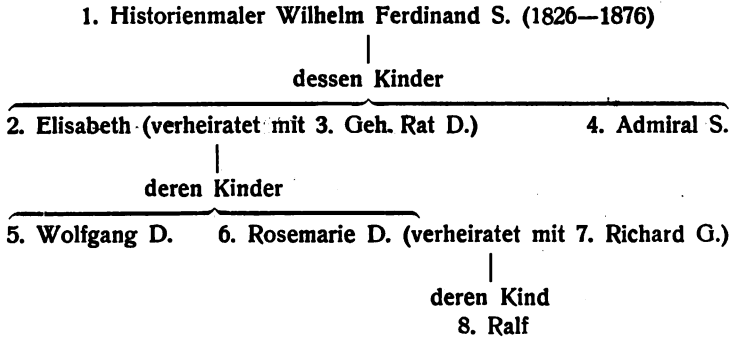 1. Historienmaler Wilhelm Ferdinand S. (1826—1876)
dessen Kinder
2. Elisabeth (verheiratet mit 3. Geh. Rat D.) 4. Admiral S.
deren Kinder
5. Wolfgang D. 6. Rosemarie D. (verheiratet mit 7. Richard G.)
deren Kind
8. Ralf